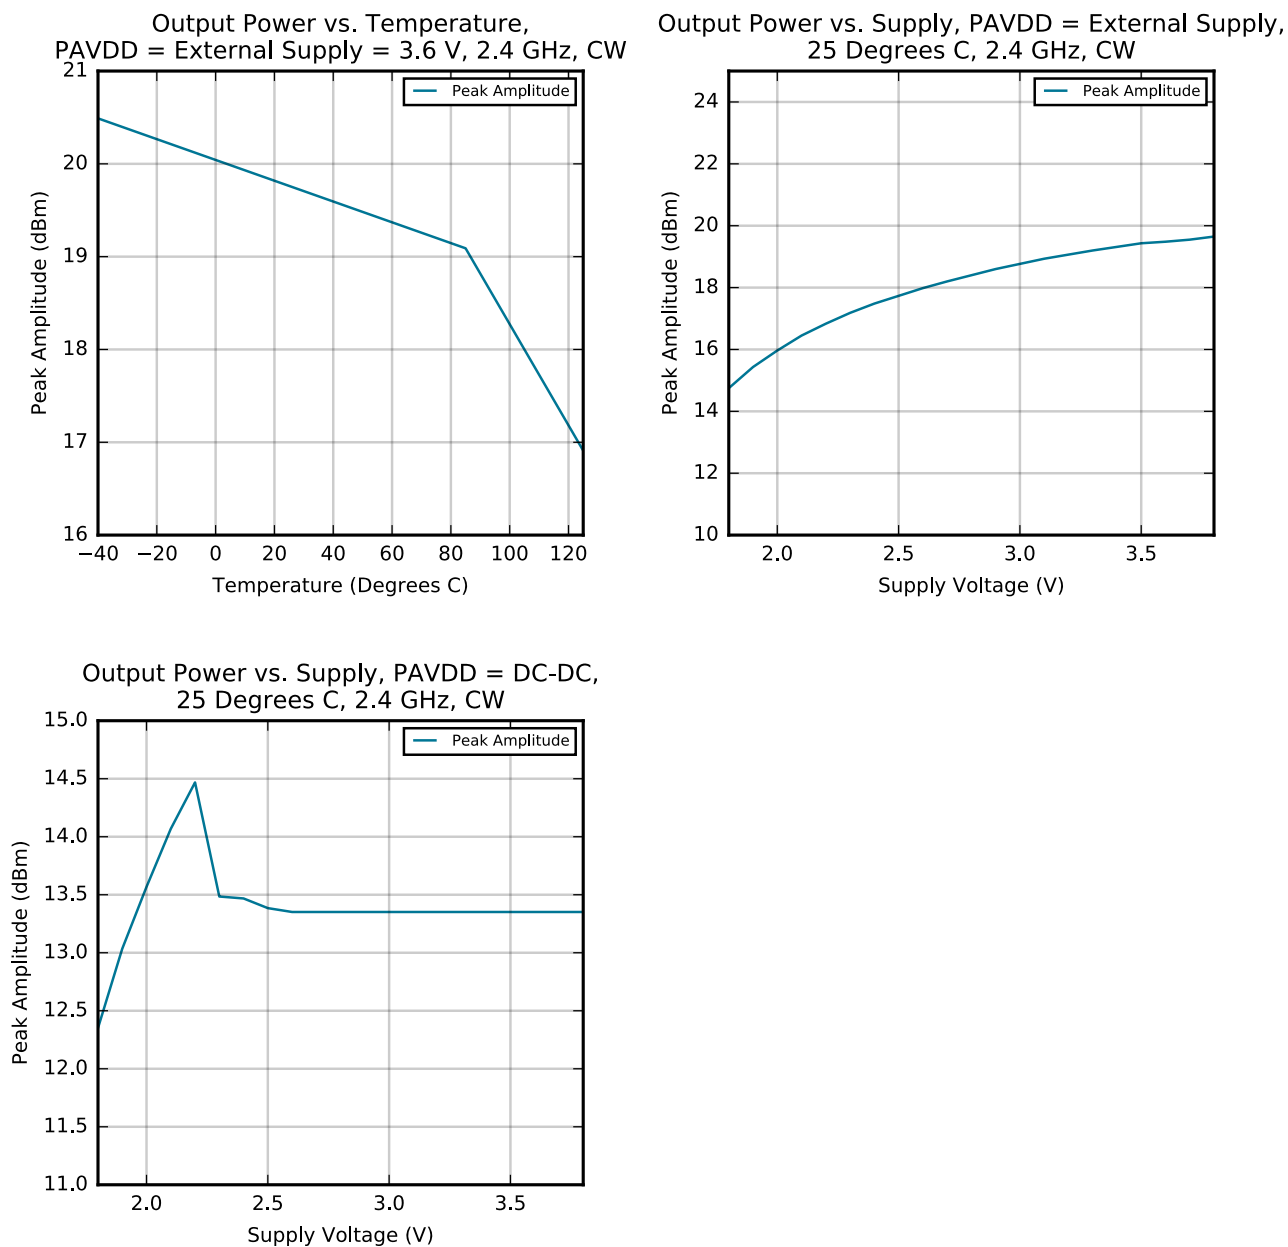 Output Power vs. Temperature,
PAVDD = External Supply = 3.6 V, 2.4 GHz, CW
Peak Amplitude
21
20
19
18
17
16
Peak Amplitude (dBm)
−40 −20 0 20 40 60 80 100 120
Temperature (Degrees C)
Output Power vs. Supply, PAVDD = External Supply,
25 Degrees C, 2.4 GHz, CW
Peak Amplitude
24
22
20
18
16
14
12
10
Peak Amplitude (dBm)
2.0 2.5 3.0 3.5
Supply Voltage (V)
Output Power vs. Supply, PAVDD = DC-DC,
25 Degrees C, 2.4 GHz, CW
Peak Amplitude
15.0
14.5
14.0
13.5
13.0
12.5
12.0
11.5
11.0
Peak Amplitude (dBm)
2.0 2.5 3.0 3.5
Supply Voltage (V)